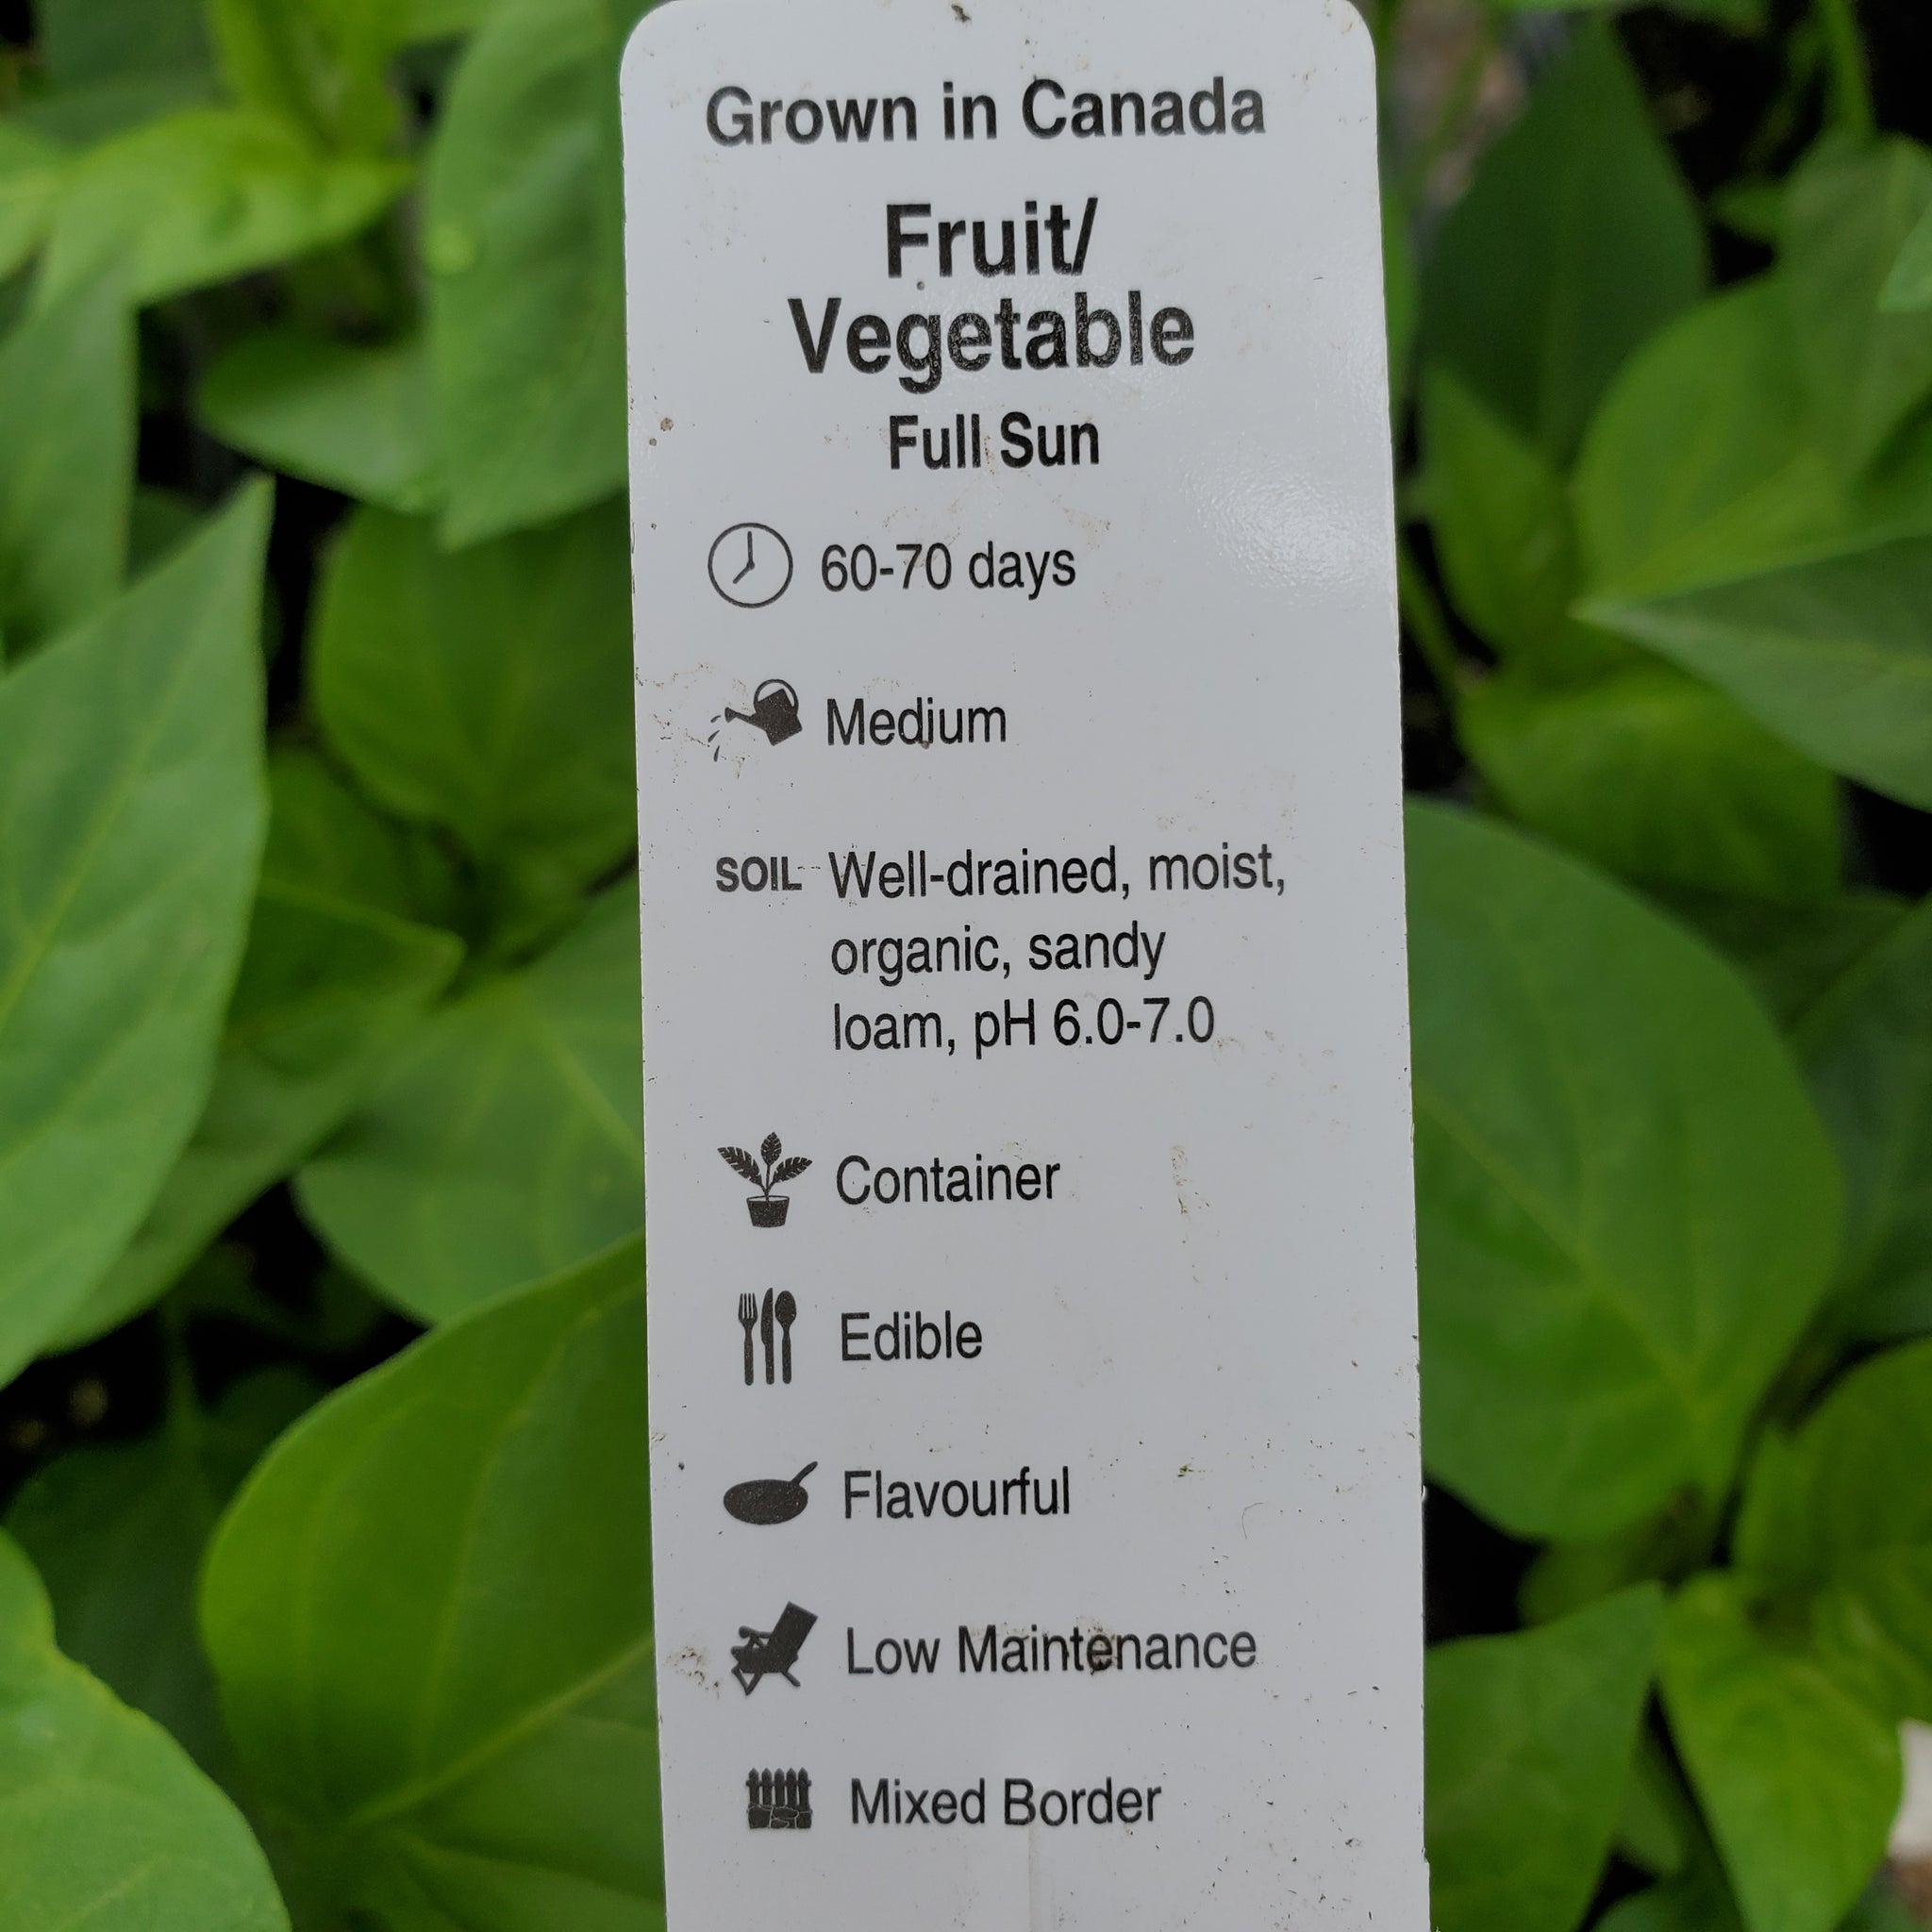 Grown in Canada
Fruit/
Vegetable
Full Sun
60-70 days
Medium
SOIL Well-drained, moist,
organic, sandy
loam, pH 6.0-7.0
Container
Edible
Flavourful
Low Maintenance
Mixed Border